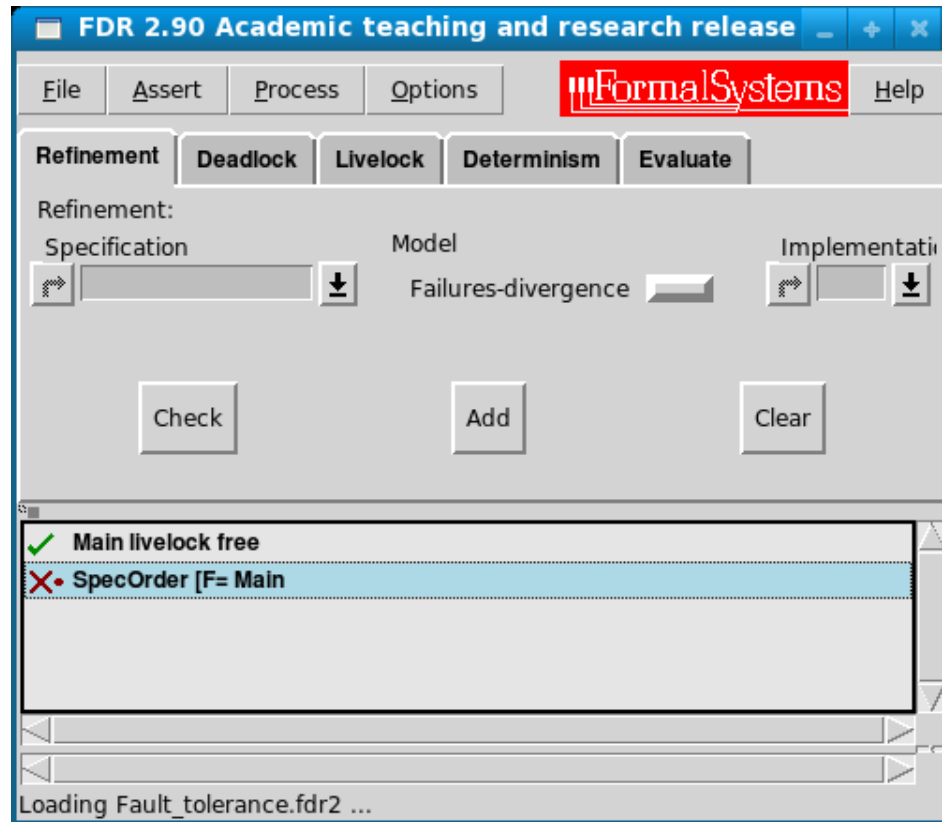 FDR 2.90 Academic teaching and research release
File Assert Process Options FormalSystems Help
Refinement Deadlock Livelock Determinism Evaluate
Refinement:
Specification Model Implementati
Failures-divergence
Check Add Clear
Main livelock free
SpecOrder [F= Main
Loading Fault_tolerance.fdr2 ...